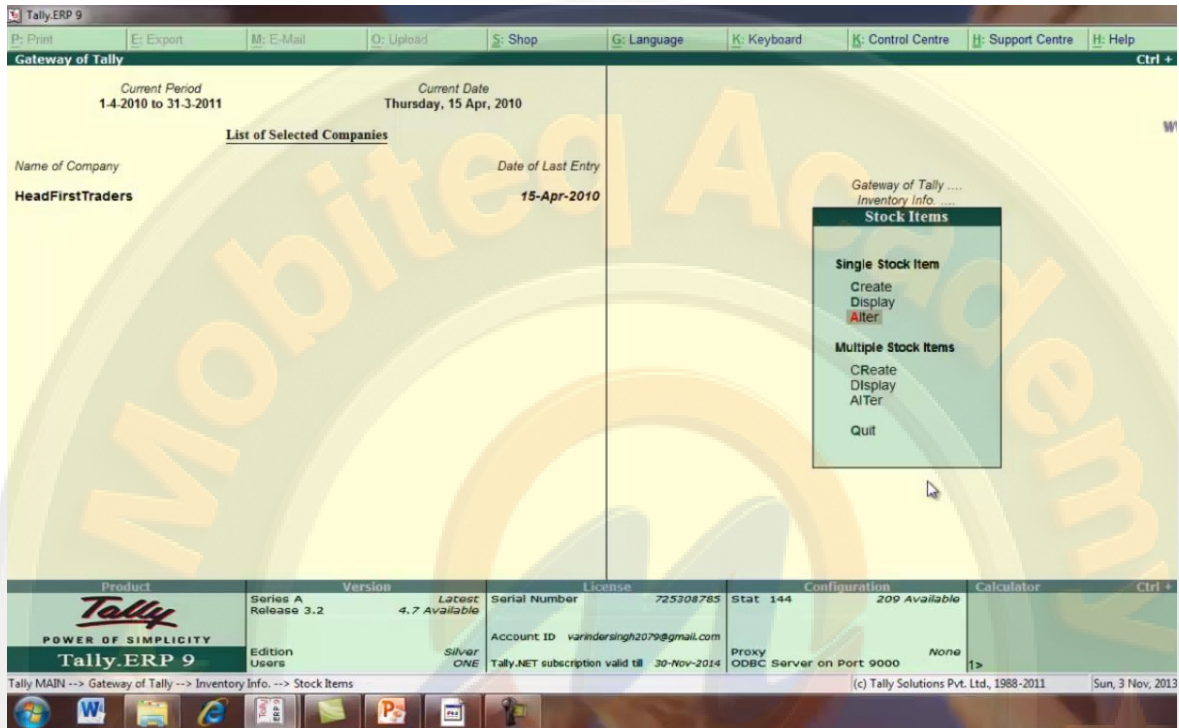 Tally.ERP 9
P: Print E: Export M: E-Mail O: Upload S: Shop G: Language K: Keyboard K: Control Centre H: Support Centre H: Help
Gateway of Tally Ctrl +
Current Period Current Date
1-4-2010 to 31-3-2011 Thursday, 15 Apr, 2010
List of Selected Companies
Name of Company Date of Last Entry
HeadFirstTraders 15-Apr-2010
Gateway of Tally ....
Inventory Info. ....
Stock Items
Single Stock Item
Create
Display
Alter
Multiple Stock Items
CReate
DIsplay
AlTer
Quit
Mobiteq Academy
Product Version License Configuration Calculator Ctrl +
Tally
POWER OF SIMPLICITY
Tally.ERP 9
Series A Latest
Release 3.2 4.7 Available
Edition Silver
Users ONE
Serial Number 725308785
Account ID varindersingh2079@gmail.com
Tally.NET subscription valid till 30-Nov-2014
Stat 144 209 Available
Proxy None
ODBC Server on Port 9000
1>
Tally MAIN --> Gateway of Tally --> Inventory Info. --> Stock Items (c) Tally Solutions Pvt. Ltd., 1988-2011 Sun, 3 Nov, 2013